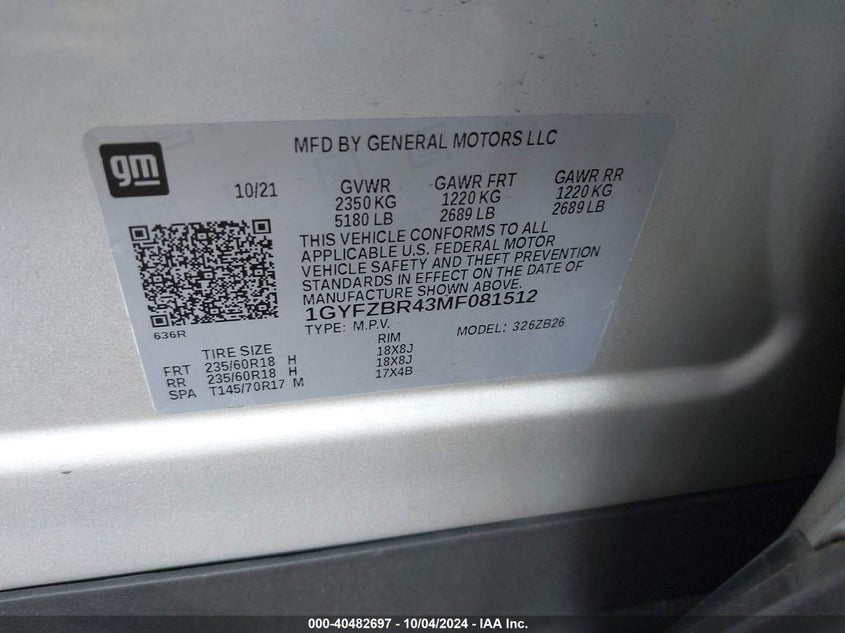 gm
MFD BY GENERAL MOTORS LLC
10/21 GVWR GAWR FRT GAWR RR
2350 KG 1220 KG 1220 KG
5180 LB 2689 LB 2689 LB
THIS VEHICLE CONFORMS TO ALL
APPLICABLE U.S. FEDERAL MOTOR
VEHICLE SAFETY AND THEFT PREVENTION
STANDARDS IN EFFECT ON THE DATE OF
MANUFACTURE SHOWN ABOVE.
1GYFZBR43MF081512
636R
TYPE: M.P.V. MODEL: 326ZB26
TIRE SIZE RIM
FRT 235/60R18 H 18X8J
RR 235/60R18 H 18X8J
SPA T145/70R17 M 17X4B
000-40482697 - 10/04/2024 - IAA Inc.